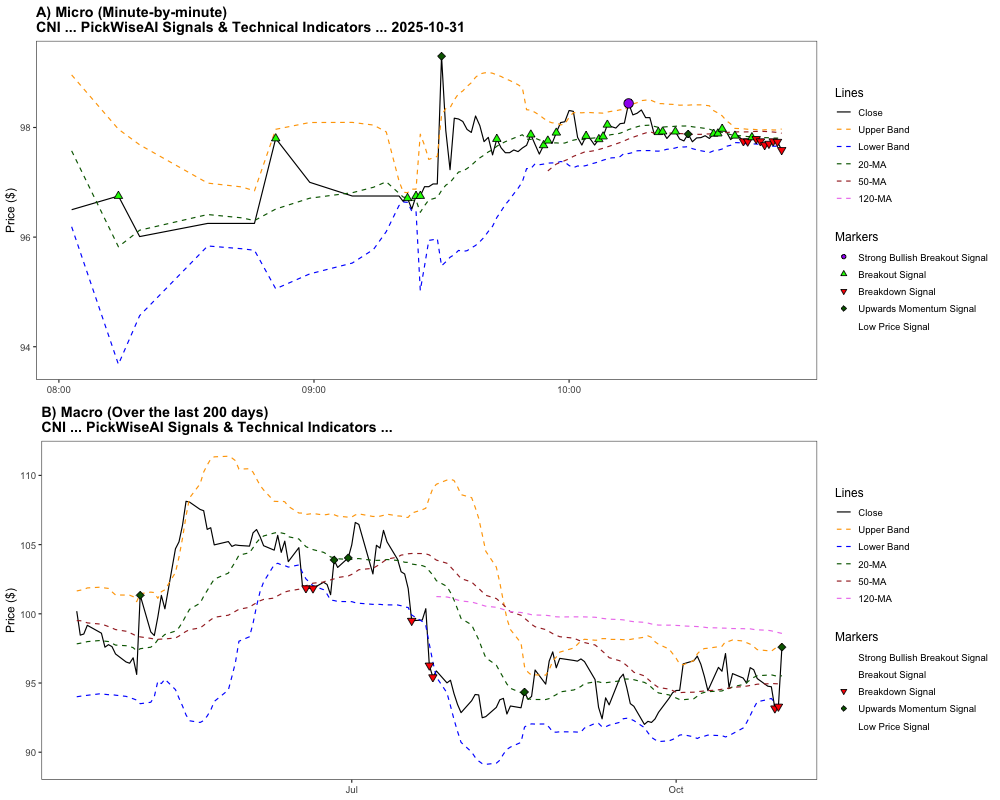 A) Micro (Minute-by-minute)
CNI ... PickWiseAI Signals & Technical Indicators ... 2025-10-31
Price ($)
98
96
94
08:00
09:00
10:00
Lines
Close
Upper Band
Lower Band
20-MA
50-MA
120-MA
Markers
Strong Bullish Breakout Signal
Breakout Signal
Breakdown Signal
Upwards Momentum Signal
Low Price Signal
B) Macro (Over the last 200 days)
CNI ... PickWiseAI Signals & Technical Indicators ...
Price ($)
110
105
100
95
90
Jul
Oct
Lines
Close
Upper Band
Lower Band
20-MA
50-MA
120-MA
Markers
Strong Bullish Breakout Signal
Breakout Signal
Breakdown Signal
Upwards Momentum Signal
Low Price Signal